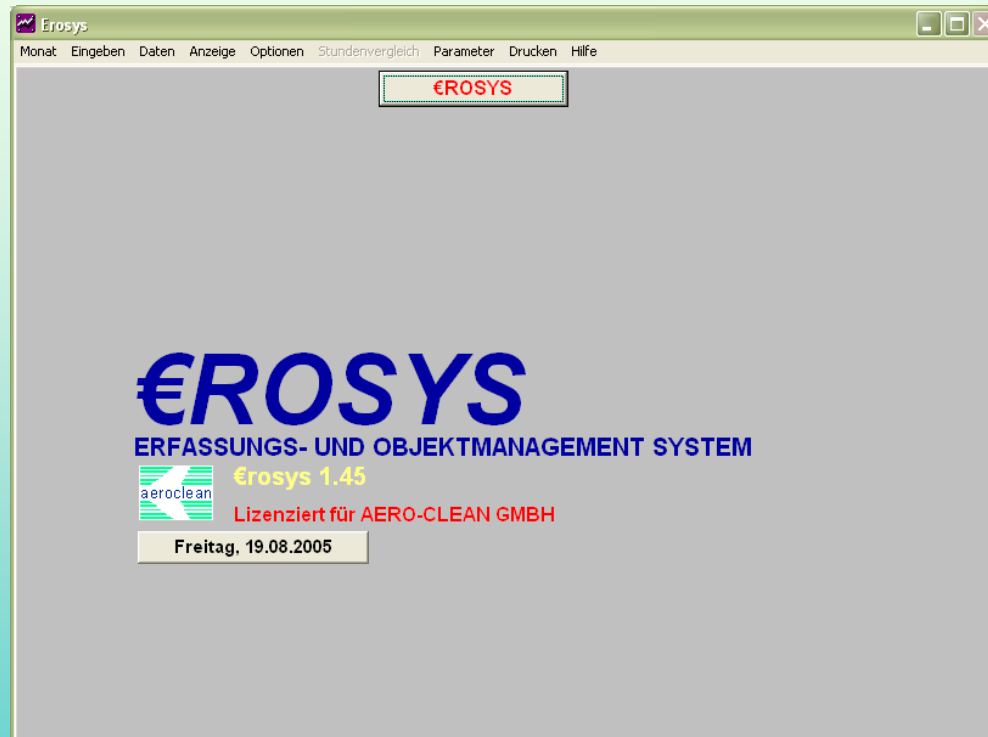 Erosys
Monat Eingeben Daten Anzeige Optionen Stundenvergleich Parameter Drucken Hilfe
€ROSYS
€ROSYS
ERFASSUNGS- UND OBJEKTMANAGEMENT SYSTEM
€rosys 1.45
aeroclean
Lizenziert für AERO-CLEAN GMBH
Freitag, 19.08.2005